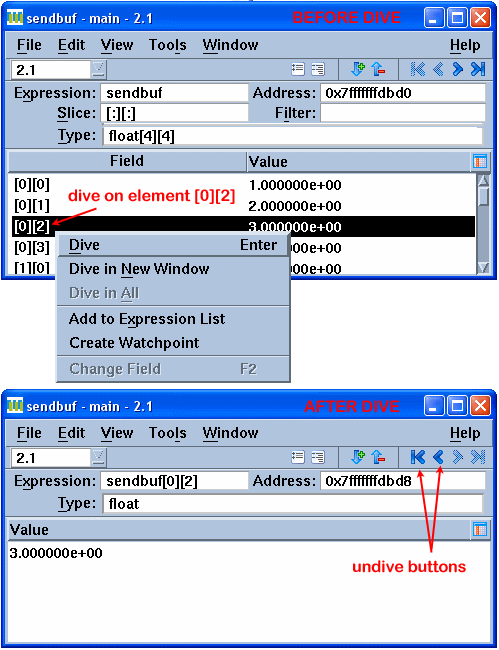 sendbuf - main - 2.1 BEFORE DIVE
File Edit View Tools Window Help
2.1
Expression: sendbuf Address: 0x7fffffffdbd0
Slice: [:][:] Filter:
Type: float[4][4]
Field Value
[0][0] 1.000000e+00
[0][1] 2.000000e+00
dive on element [0][2]
[0][2] 3.000000e+00
[0][3] 4.000000e+00
[1][0]
Dive Enter
Dive in New Window
Dive in All
Add to Expression List
Create Watchpoint
Change Field F2
sendbuf - main - 2.1 AFTER DIVE
File Edit View Tools Window Help
2.1
Expression: sendbuf[0][2] Address: 0x7fffffffdbd8
Type: float
Value
3.000000e+00
undive buttons